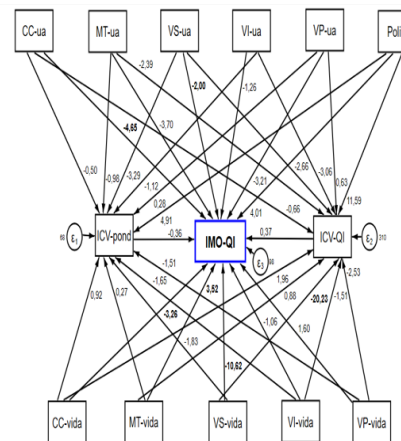 CC-ua MT-ua VS-ua VI-ua VP-ua Poli
-2,39 -2,00 -1,26
-4,65 -3,70
-0,50 -0,98 -3,29 -1,12 -3,21 -2,66 -3,06 0,63
0,28 4,91 4,01 -0,66 11,59
68 ε1 ICV-pond -0,36 IMO-QI 0,37 ICV-QI ε2 310
ε3
-1,51 -2,53
0,92 0,27 -1,65 3,52 1,96 0,88 -20,23 -1,51
-3,26 -1,83 -10,62 -1,06 1,60
CC-vida MT-vida VS-vida VI-vida VP-vida